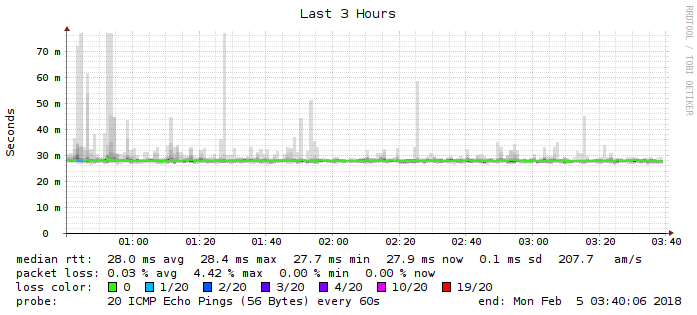 Last 3 Hours
RRDTOOL / TOBI OETIKER
Seconds
70 m
60 m
50 m
40 m
30 m
20 m
10 m
0
01:00 01:20 01:40 02:00 02:20 02:40 03:00 03:20 03:40
median rtt: 28.0 ms avg 28.4 ms max 27.7 ms min 27.9 ms now 0.1 ms sd 207.7 am/s
packet loss: 0.03 % avg 4.42 % max 0.00 % min 0.00 % now
loss color: 0 1/20 2/20 3/20 4/20 10/20 19/20
probe: 20 ICMP Echo Pings (56 Bytes) every 60s end: Mon Feb 5 03:40:06 2018